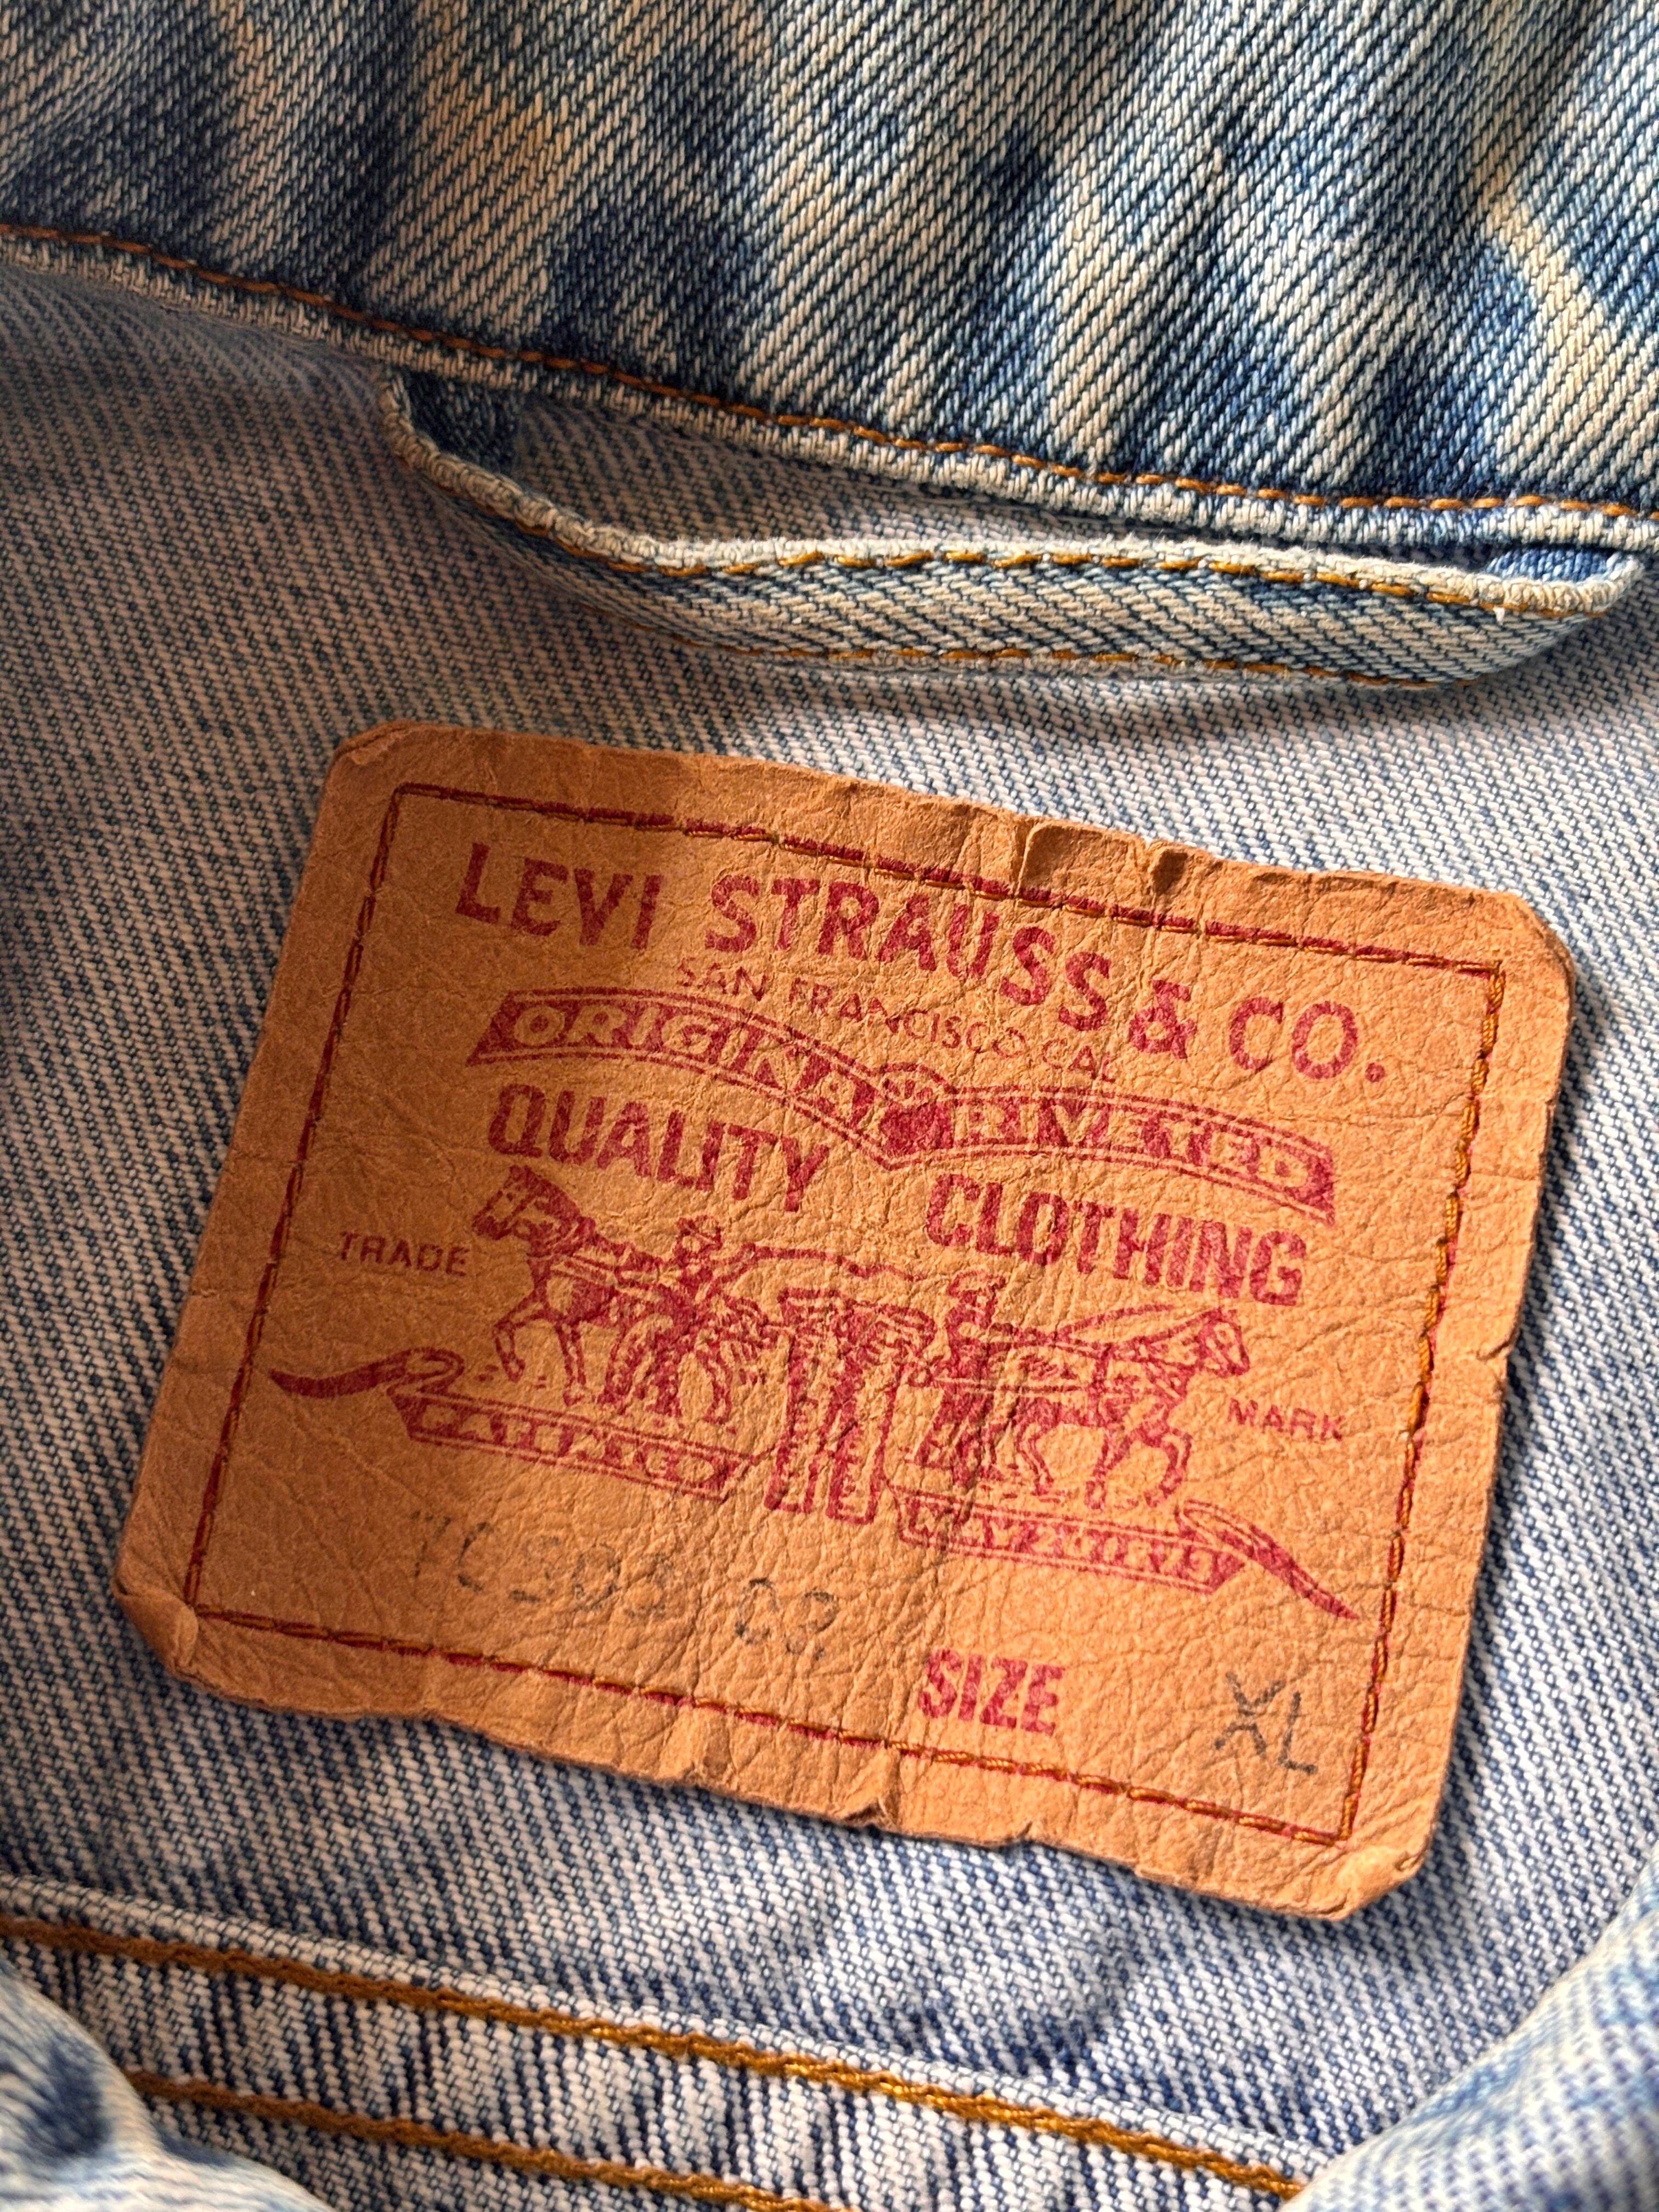 LEVI STRAUSS & CO.
SAN FRANCISCO CAL
ORIGINAL RIVETED
QUALITY CLOTHING
TRADE MARK
SIZE XL